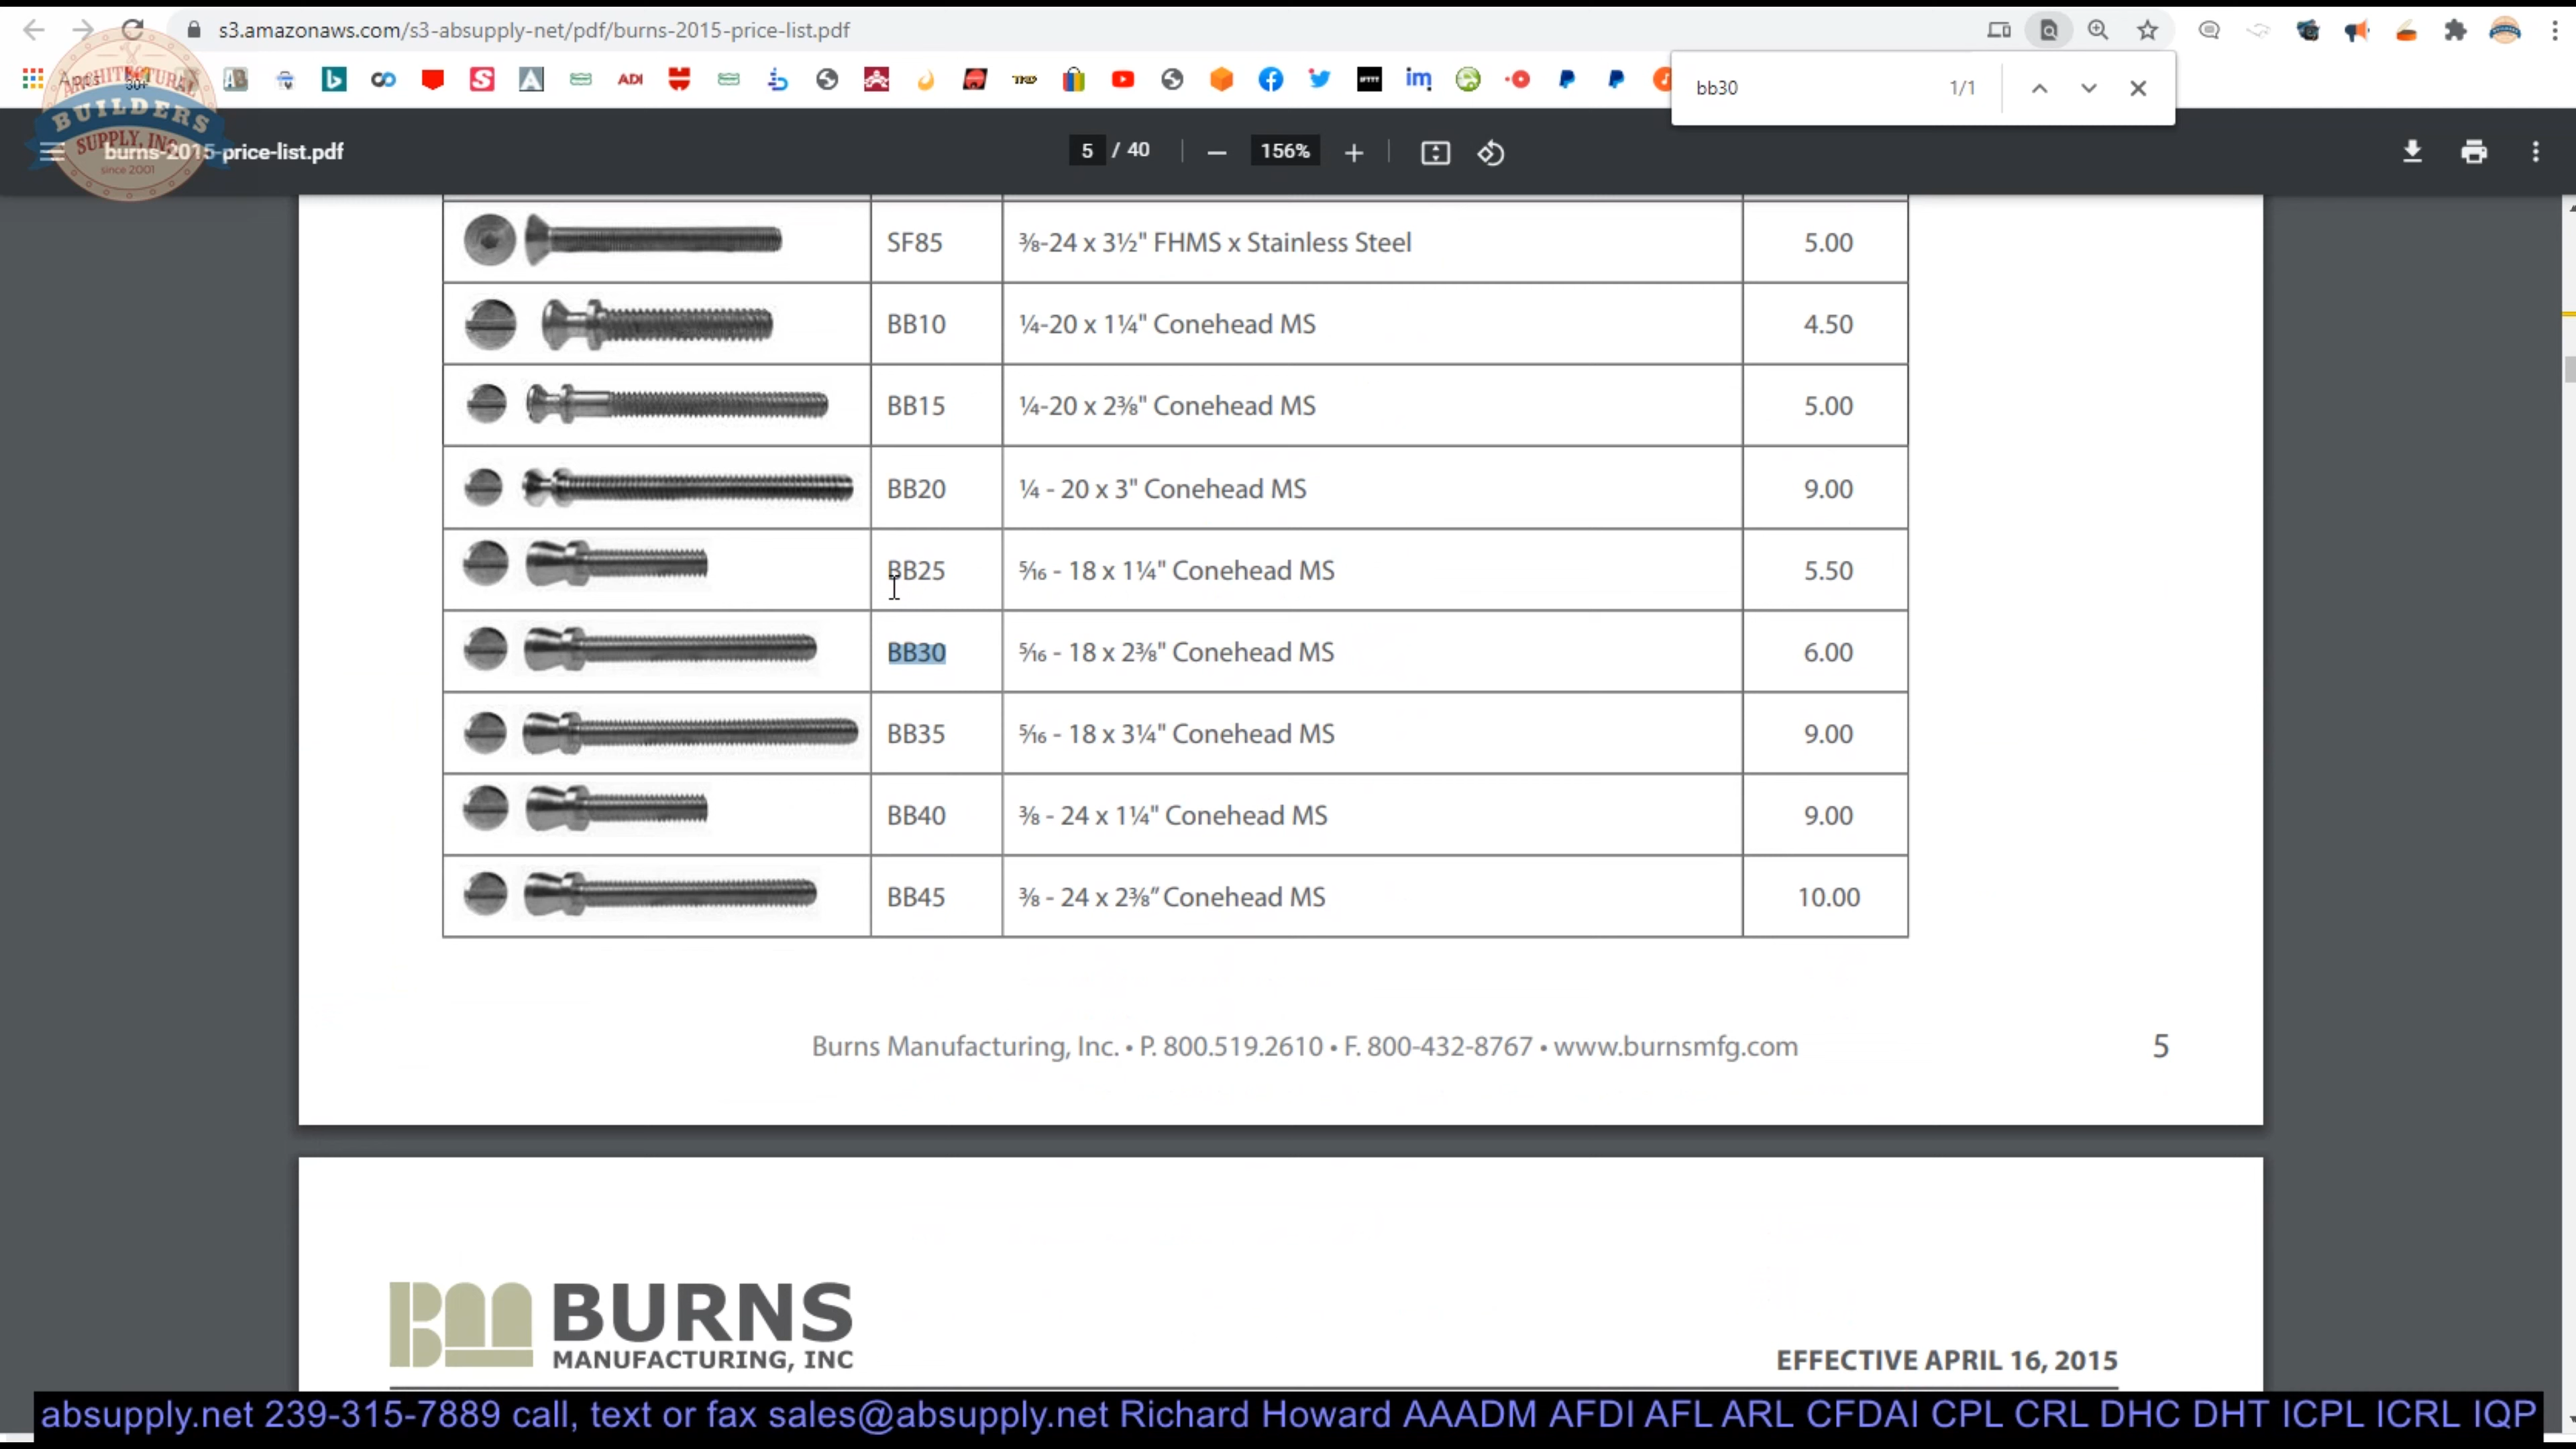 s3.amazonaws.com/s3-absupply-net/pdf/burns-2015-price-list.pdf
bb30 1/1
ARCHITECTURAL
BUILDERS
SUPPLY, INC.
since 2001
burns-2015-price-list.pdf
5 / 40
156%
SF85 ⅜-24 x 3½" FHMS x Stainless Steel 5.00
BB10 ¼-20 x 1¼" Conehead MS 4.50
BB15 ¼-20 x 2⅜" Conehead MS 5.00
BB20 ¼ - 20 x 3" Conehead MS 9.00
BB25 5⁄16 - 18 x 1¼" Conehead MS 5.50
BB30 5⁄16 - 18 x 2⅜" Conehead MS 6.00
BB35 5⁄16 - 18 x 3¼" Conehead MS 9.00
BB40 ⅜ - 24 x 1¼" Conehead MS 9.00
BB45 ⅜ - 24 x 2⅜" Conehead MS 10.00
Burns Manufacturing, Inc. • P. 800.519.2610 • F. 800-432-8767 • www.burnsmfg.com 5
BURNS
MANUFACTURING, INC
EFFECTIVE APRIL 16, 2015
absupply.net 239-315-7889 call, text or fax sales@absupply.net Richard Howard AAADM AFDI AFL ARL CFDAI CPL CRL DHC DHT ICPL ICRL IQP